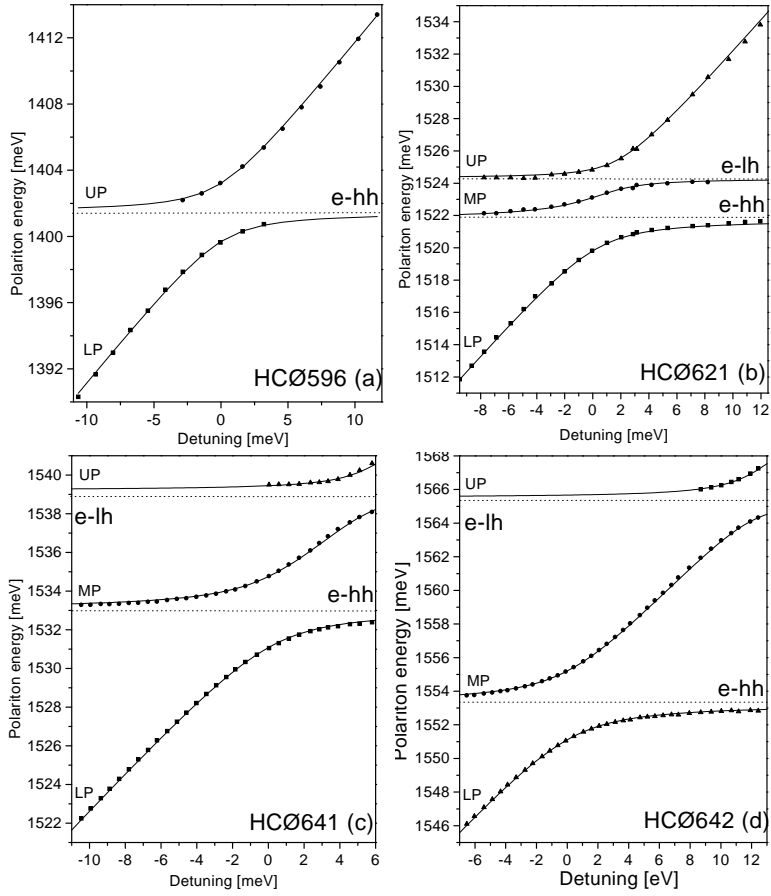 1412
1408
1404
1400
1396
1392
Polariton energy [meV]
UP
e-hh
LP
HCØ596 (a)
-10
-5
0
5
10
Detuning [meV]
1534
1532
1530
1528
1526
1524
1522
1520
1518
1516
1514
1512
Polariton energy [meV]
UP
e-lh
MP
e-hh
LP
HCØ621 (b)
-8
-6
-4
-2
0
2
4
6
8
10
12
Detuning [meV]
1540
1538
1536
1534
1532
1530
1528
1526
1524
1522
Polariton energy [meV]
UP
e-lh
MP
e-hh
LP
HCØ641 (c)
-10
-8
-6
-4
-2
0
2
4
6
Detuning [meV]
1568
1566
1564
1562
1560
1558
1556
1554
1552
1550
1548
1546
Polariton energy [meV]
UP
e-lh
MP
e-hh
LP
HCØ642 (d)
-6
-4
-2
0
2
4
6
8
10
12
Detuning [eV]